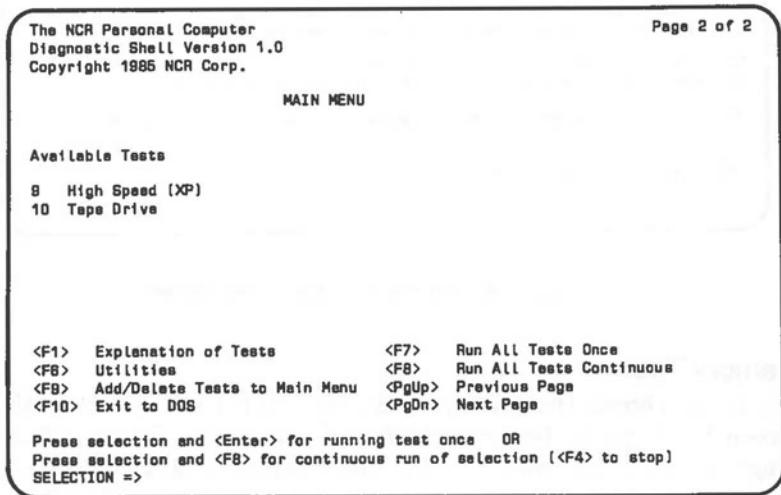 The NCR Personal Computer Page 2 of 2
Diagnostic Shell Version 1.0
Copyright 1985 NCR Corp.
MAIN MENU
Available Tests
9 High Speed (XP)
10 Tape Drive
<F1> Explanation of Tests <F7> Run All Tests Once
<F6> Utilities <F8> Run All Tests Continuous
<F9> Add/Delete Tests to Main Menu <PgUp> Previous Page
<F10> Exit to DOS <PgDn> Next Page
Press selection and <Enter> for running test once OR
Press selection and <F8> for continuous run of selection (<F4> to stop)
SELECTION =>